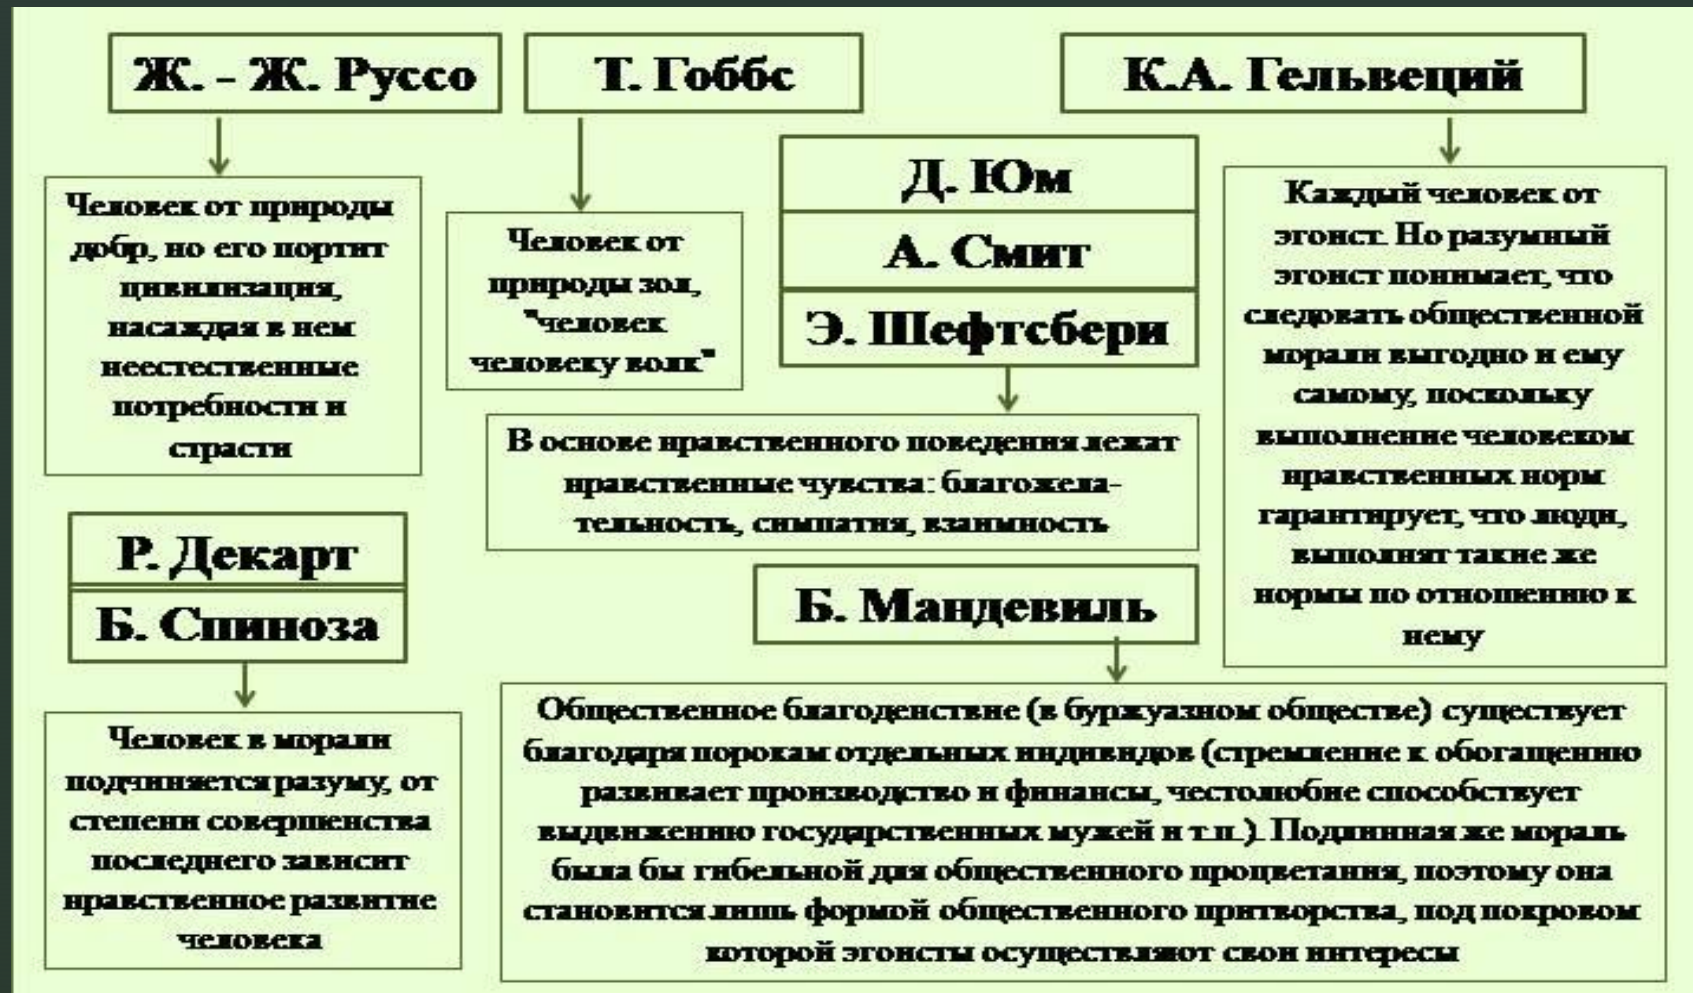 Ж. - Ж. Руссо
Человек от природы
добр, но его портит
цивилизация,
насаждая в нем
неестественные
потребности и
страсти
Т. Гоббс
Человек от
природы зол,
"человек
человеку волк"
Д. Юм
А. Смит
Э. Шефтсбери
В основе нравственного поведения лежат
нравственные чувства: благожела-
тельность, симпатия, взаимность
К.А. Гельвеций
Каждый человек от
эгоист. Но разумный
эгоист понимает, что
следовать общественной
морали выгодно и ему
самому, поскольку
выполнение человеком
нравственных норм
гарантирует, что люди,
выполнят такие же
нормы по отношению к
нему
Р. Декарт
Б. Спиноза
Человек в морали
подчиняется разуму, от
степени совершенства
последнего зависит
нравственное развитие
человека
Б. Мандевиль
Общественное благоденствие (в буржуазном обществе) существует
благодаря порокам отдельных индивидов (стремление к обогащению
развивает производство и финансы, честолюбие способствует
выдвижению государственных мужей и т.п.). Подлинная же мораль
была бы гибельной для общественного процветания, поэтому она
становится лишь формой общественного притворства, под покровом
которой эгоисты осуществляют свои интересы